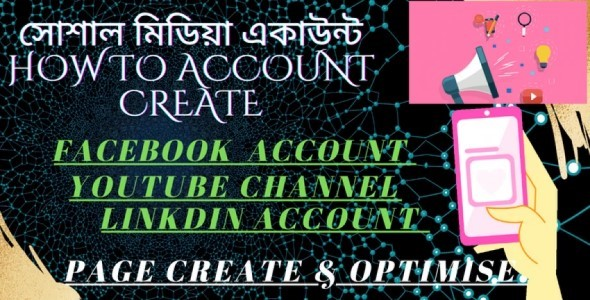 সোশাল মিডিয়া একাউন্ট
HOW TO ACCOUNT
CREATE
FACEBOOK ACCOUNT
YOUTUBE CHANNEL
LINKDIN ACCOUNT
PAGE CREATE & OPTIMISE.